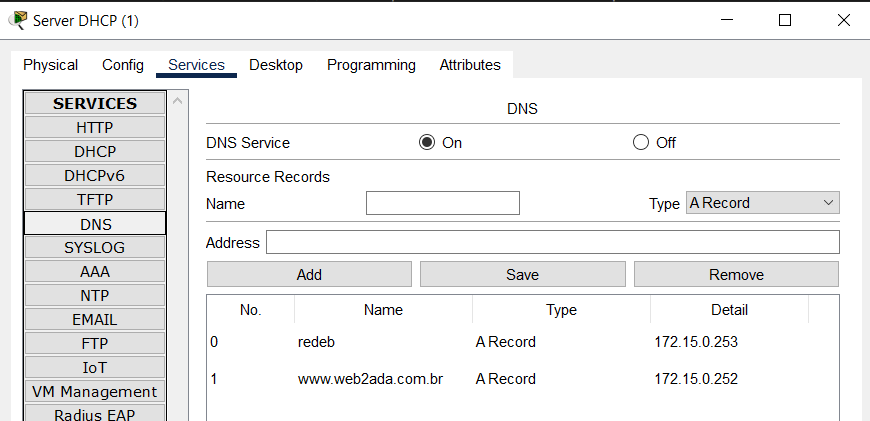 Server DHCP (1)
Physical Config Services Desktop Programming Attributes
SERVICES
HTTP
DHCP
DHCPv6
TFTP
DNS
SYSLOG
AAA
NTP
EMAIL
FTP
IoT
VM Management
Radius EAP
DNS
DNS Service On Off
Resource Records
Name Type A Record
Address
Add Save Remove
No. Name Type Detail
0 redeb A Record 172.15.0.253
1 www.web2ada.com.br A Record 172.15.0.252